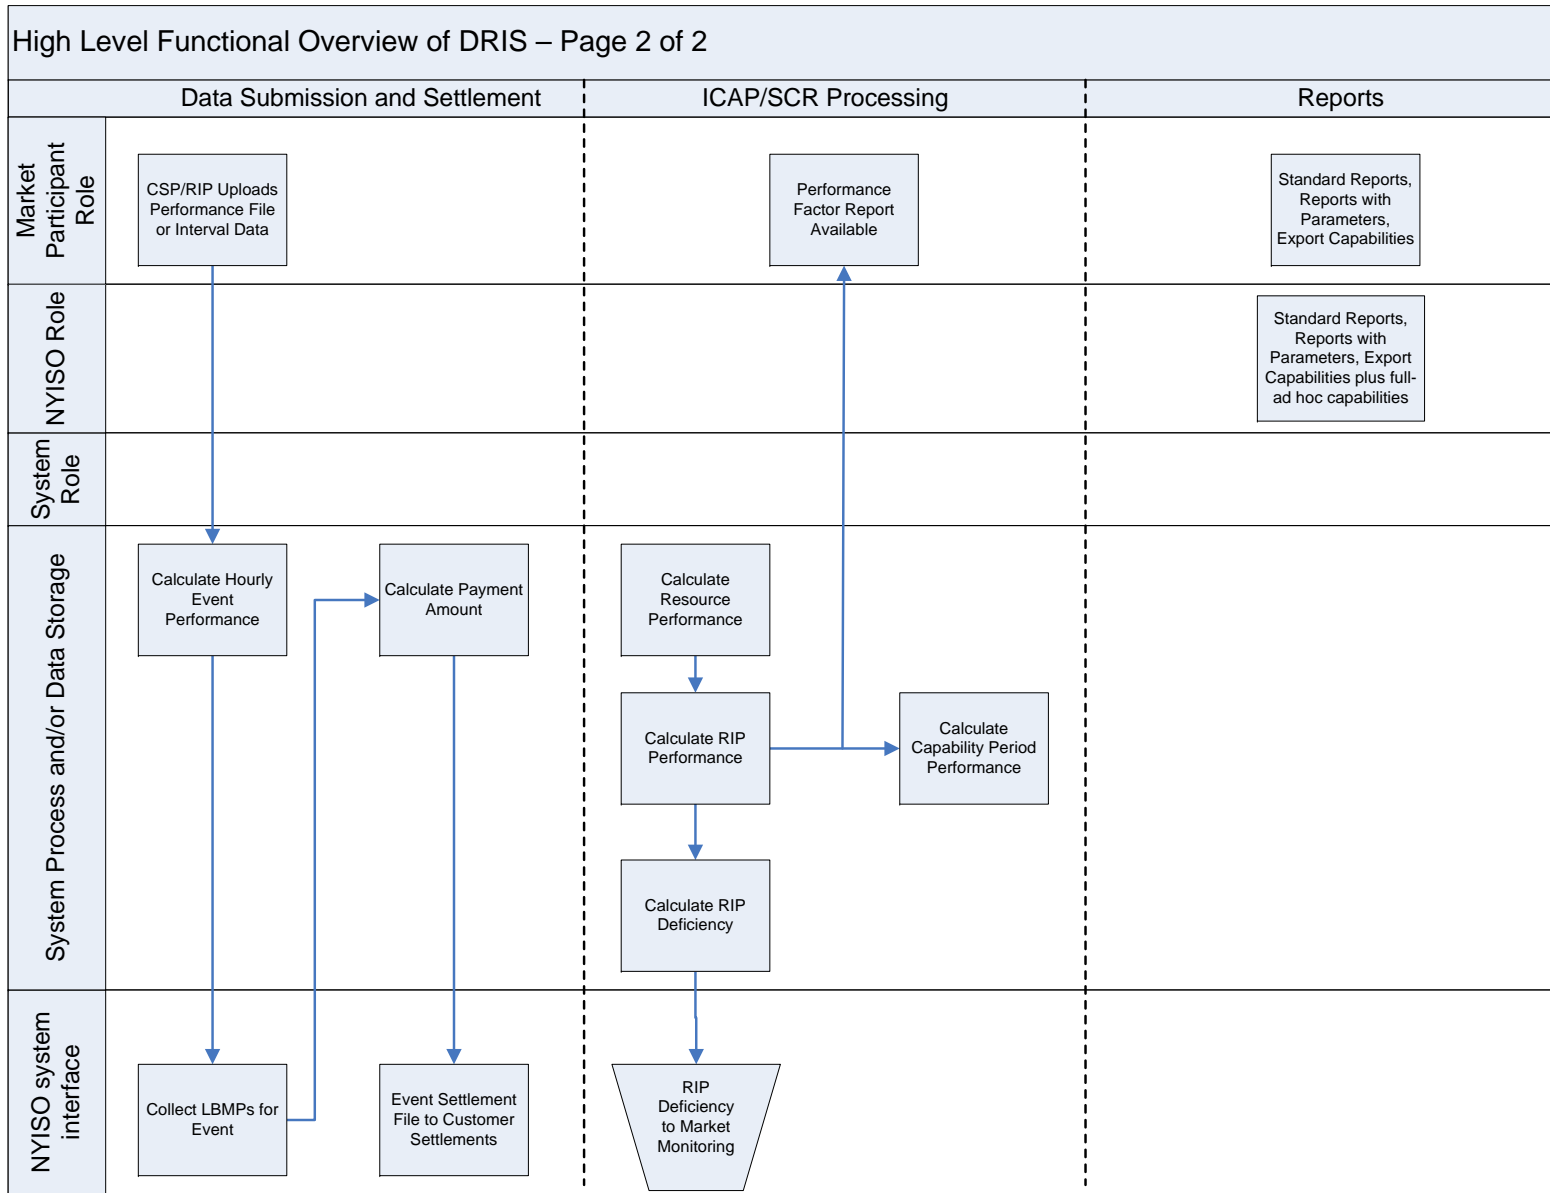 High Level Functional Overview of DRIS – Page 2 of 2
Data Submission and Settlement
ICAP/SCR Processing
Reports
Market
Participant
Role
CSP/RIP Uploads
Performance File
or Interval Data
Performance
Factor Report
Available
Standard Reports,
Reports with
Parameters,
Export Capabilities
NYISO Role
Standard Reports,
Reports with
Parameters, Export
Capabilities plus full-
ad hoc capabilities
System
Role
System Process and/or Data Storage
Calculate Hourly
Event
Performance
Calculate Payment
Amount
Calculate
Resource
Performance
Calculate RIP
Performance
Calculate
Capability Period
Performance
Calculate RIP
Deficiency
NYISO system
interface
Collect LBMPs for
Event
Event Settlement
File to Customer
Settlements
RIP
Deficiency
to Market
Monitoring